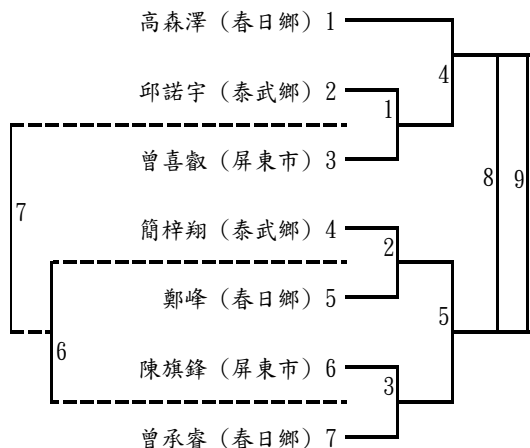 高森澤（春日鄉）1
4
邱諾宇（泰武鄉）2
1
曾喜叡（屏東市）3
8
9
7
簡梓翔（泰武鄉）4
2
鄭峰（春日鄉）5
5
6
陳旗鋒（屏東市）6
3
曾承睿（春日鄉）7